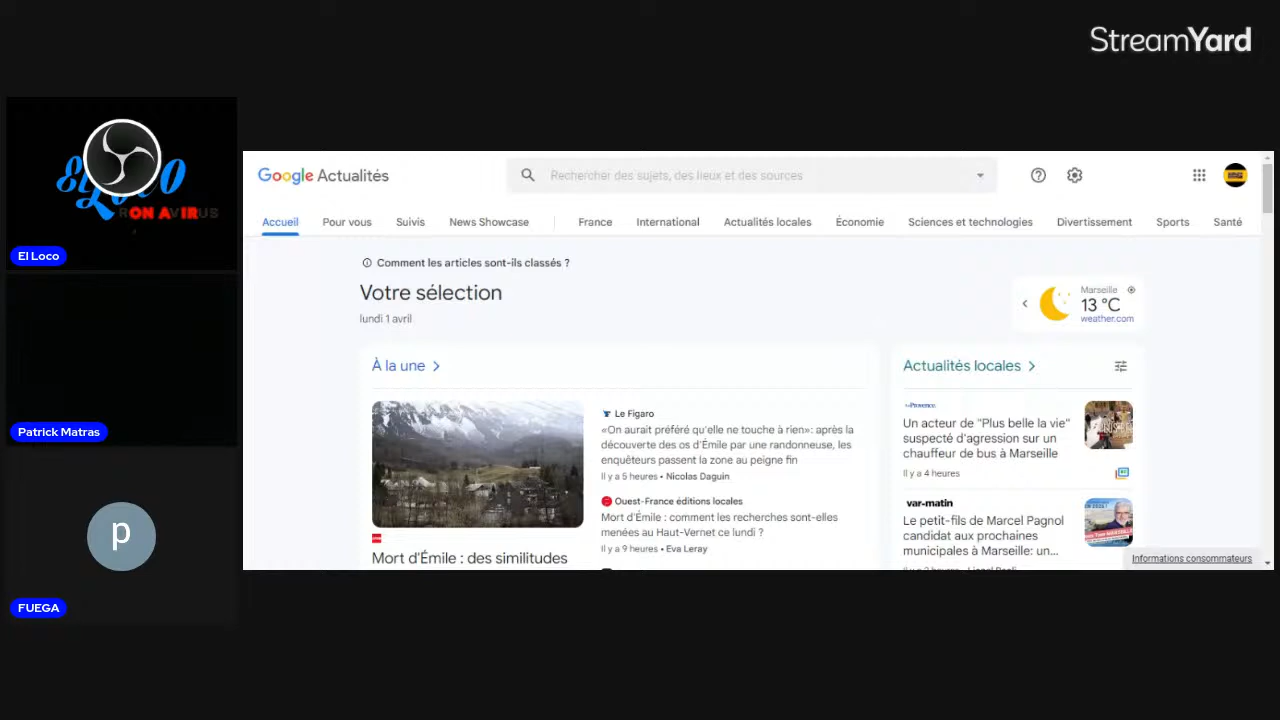 StreamYard
El Loco
RON AVIRUS
El Loco
Patrick Matras
p
FUEGA
Google Actualités
Rechercher des sujets, des lieux et des sources
Accueil Pour vous Suivis News Showcase France International Actualités locales Économie Sciences et technologies Divertissement Sports Santé
Comment les articles sont-ils classés ?
Votre sélection
lundi 1 avril
Marseille
13 °C
weather.com
À la une
Le Figaro
«On aurait préféré qu'elle ne touche à rien»: après la
découverte des os d'Émile par une randonneuse, les
enquêteurs passent la zone au peigne fin
Il y a 5 heures • Nicolas Daguin
Ouest-France éditions locales
Mort d'Émile : comment les recherches sont-elles
menées au Haut-Vernet ce lundi ?
Il y a 9 heures • Eva Leray
Mort d'Émile : des similitudes
Actualités locales
La Provence.
Un acteur de "Plus belle la vie"
suspecté d'agression sur un
chauffeur de bus à Marseille
Il y a 4 heures
var-matin
Le petit-fils de Marcel Pagnol
candidat aux prochaines
municipales à Marseille: un...
Informations consommateurs